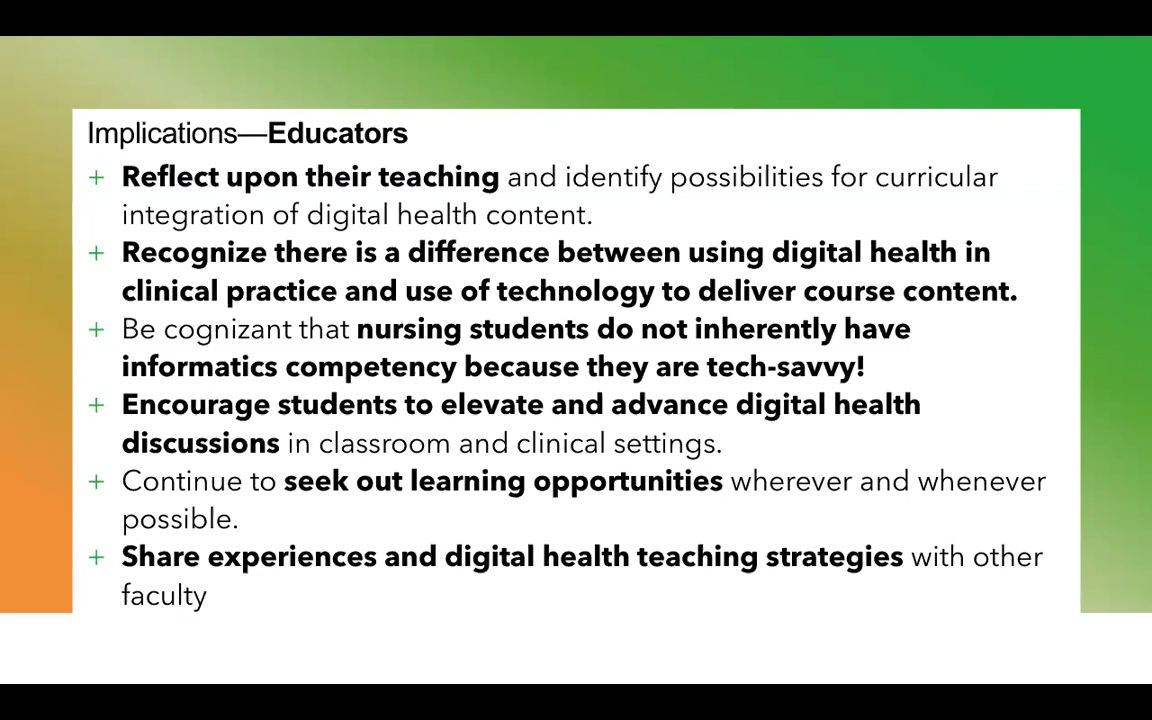 Implications—Educators
+ Reflect upon their teaching and identify possibilities for curricular
integration of digital health content.
+ Recognize there is a difference between using digital health in
clinical practice and use of technology to deliver course content.
+ Be cognizant that nursing students do not inherently have
informatics competency because they are tech-savvy!
+ Encourage students to elevate and advance digital health
discussions in classroom and clinical settings.
+ Continue to seek out learning opportunities wherever and whenever
possible.
+ Share experiences and digital health teaching strategies with other
faculty